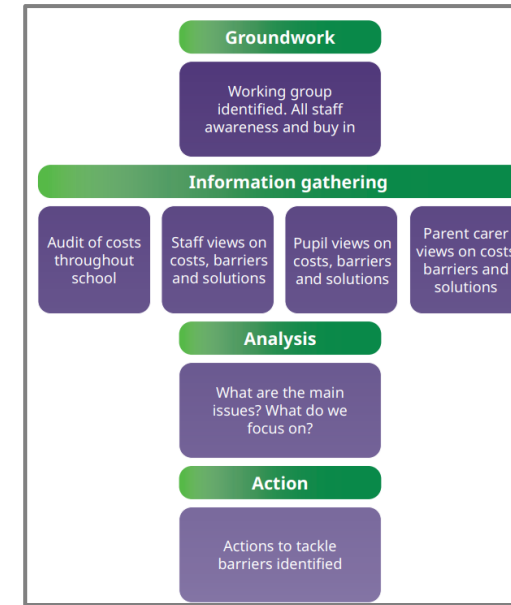 Groundwork
Working group
identified. All staff
awareness and buy in
Information gathering
Audit of costs
throughout
school
Staff views on
costs, barriers
and solutions
Pupil views on
costs, barriers
and solutions
Parent carer
views on costs
barriers and
solutions
Analysis
What are the main
issues? What do we
focus on?
Action
Actions to tackle
barriers identified